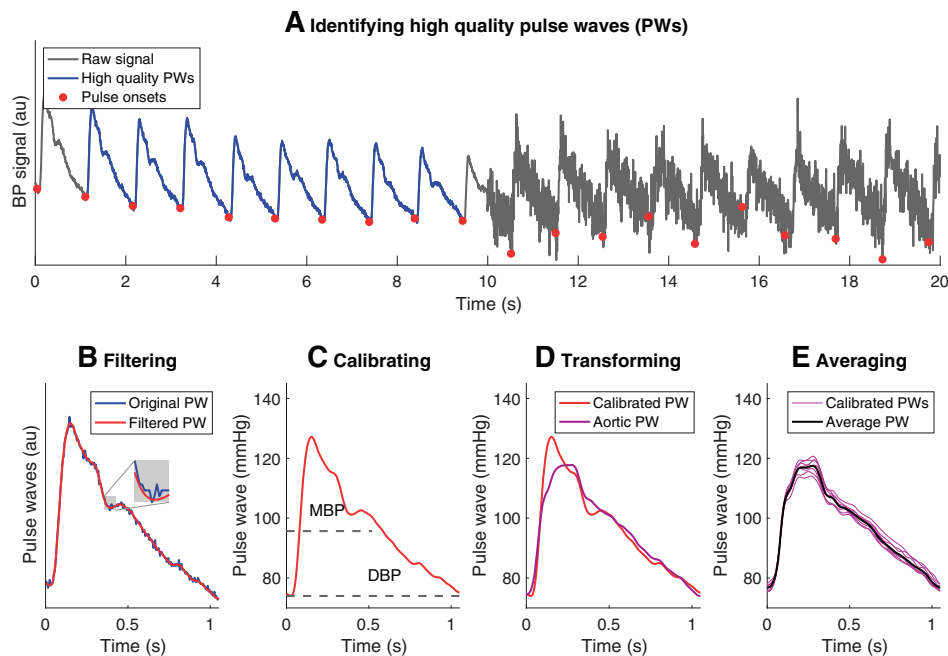 A Identifying high quality pulse waves (PWs)
BP signal (au)
Raw signal
High quality PWs
Pulse onsets
0 2 4 6 8 10 12 14 16 18 20
Time (s)
B Filtering
Pulse waves (au)
Original PW
Filtered PW
0 0.5 1
Time (s)
C Calibrating
Pulse wave (mmHg)
140
120
100
80
MBP
DBP
0 0.5 1
Time (s)
D Transforming
Pulse wave (mmHg)
140
120
100
80
Calibrated PW
Aortic PW
0 0.5 1
Time (s)
E Averaging
Pulse wave (mmHg)
140
120
100
80
Calibrated PWs
Average PW
0 0.5 1
Time (s)